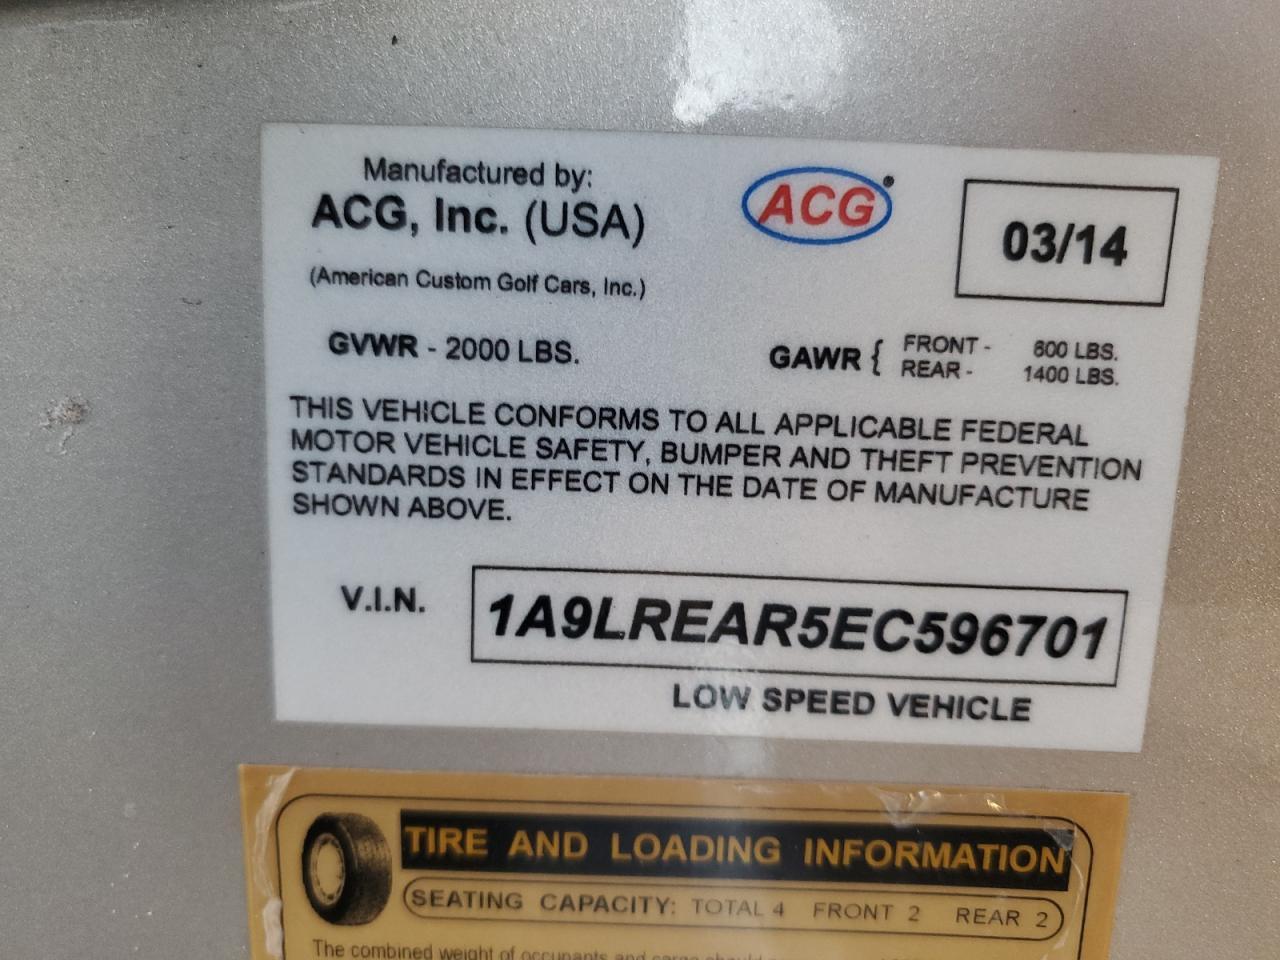 Manufactured by:
ACG, Inc. (USA)
(American Custom Golf Cars, Inc.)
ACG
03/14
GVWR - 2000 LBS.
GAWR { FRONT - 800 LBS.
REAR - 1400 LBS.
THIS VEHICLE CONFORMS TO ALL APPLICABLE FEDERAL
MOTOR VEHICLE SAFETY, BUMPER AND THEFT PREVENTION
STANDARDS IN EFFECT ON THE DATE OF MANUFACTURE
SHOWN ABOVE.
V.I.N. 1A9LREAR5EC596701
LOW SPEED VEHICLE
TIRE AND LOADING INFORMATION
SEATING CAPACITY: TOTAL 4 FRONT 2 REAR 2
The combined weight of occupants and cargo should